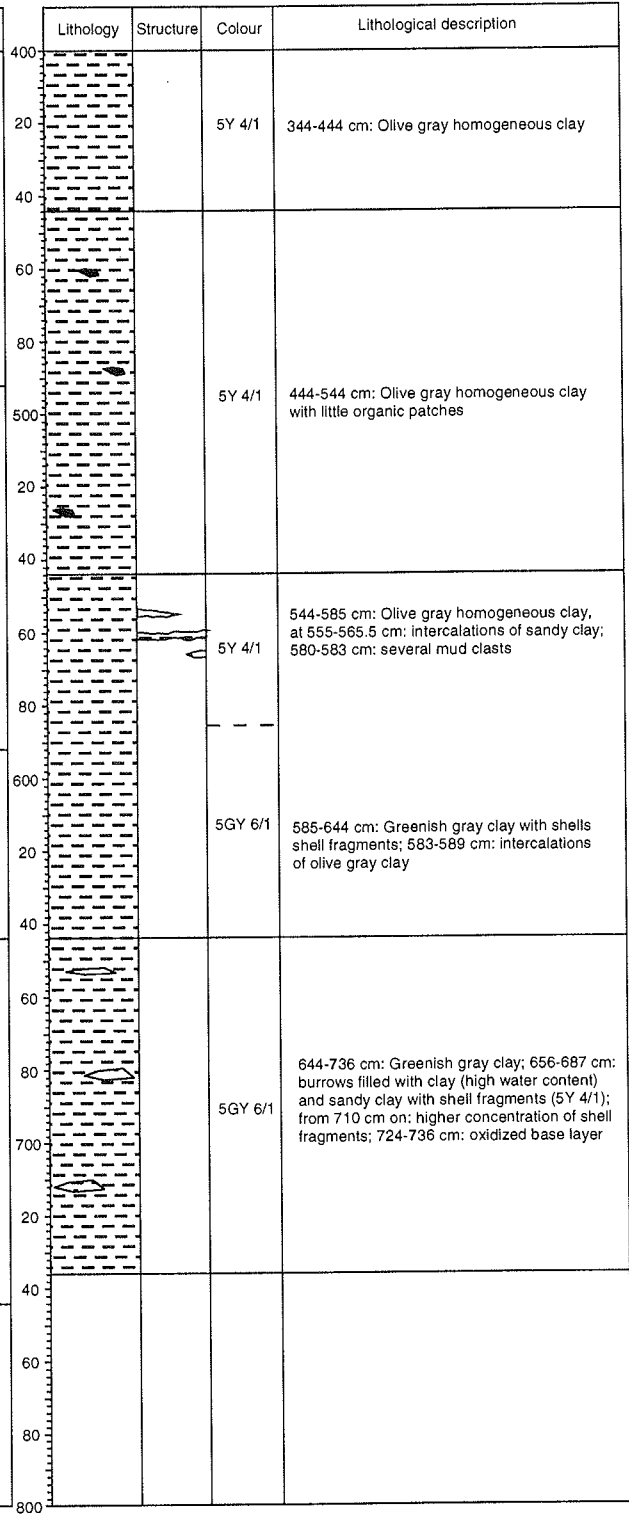 Lithology Structure Colour Lithological description
400
20
5Y 4/1 344-444 cm: Olive gray homogeneous clay
40
60
80
5Y 4/1 444-544 cm: Olive gray homogeneous clay
with little organic patches
500
20
40
544-585 cm: Olive gray homogeneous clay,
at 555-565.5 cm: intercalations of sandy clay;
580-583 cm: several mud clasts
60
5Y 4/1
80
600
5GY 6/1 585-644 cm: Greenish gray clay with shells
shell fragments; 583-589 cm: intercalations
of olive gray clay
20
40
60
644-736 cm: Greenish gray clay; 656-687 cm:
burrows filled with clay (high water content)
and sandy clay with shell fragments (5Y 4/1);
from 710 cm on: higher concentration of shell
fragments; 724-736 cm: oxidized base layer
80
5GY 6/1
700
20
40
60
80
800